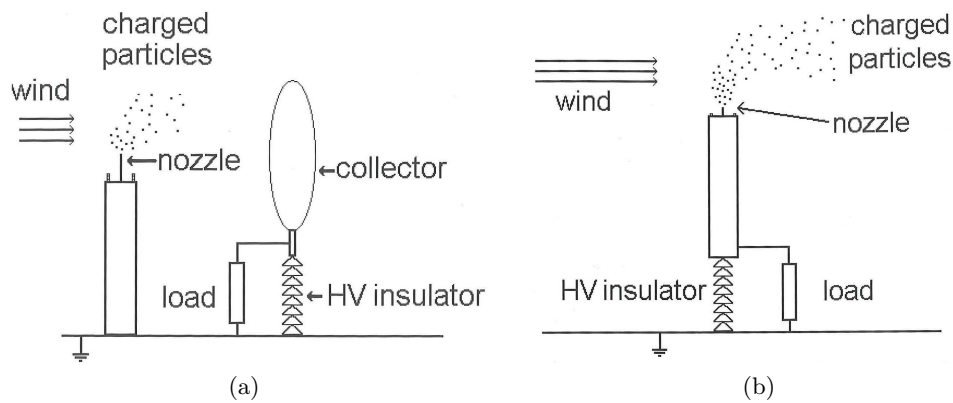 charged
particles
wind
nozzle
collector
load
HV insulator
(a)
charged
particles
wind
nozzle
HV insulator
load
(b)